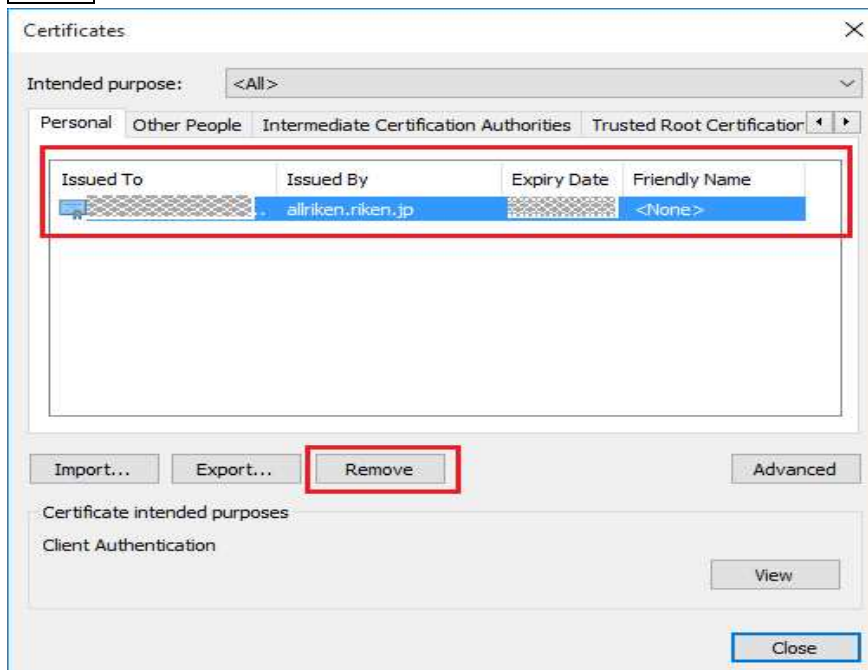 Certificates
Intended purpose: <All>
Personal Other People Intermediate Certification Authorities Trusted Root Certification
Issued To Issued By Expiry Date Friendly Name
allriken.riken.jp <None>
Import... Export... Remove Advanced
Certificate intended purposes
Client Authentication
View
Close